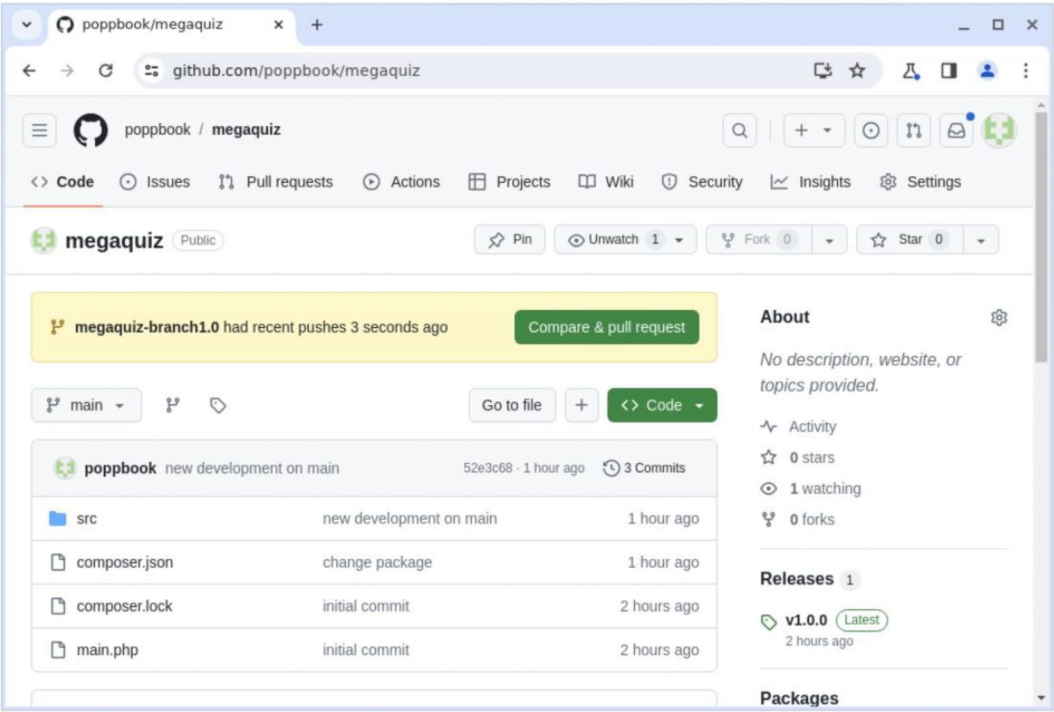 poppbook/megaquiz
github.com/poppbook/megaquiz
poppbook / megaquiz
Code Issues Pull requests Actions Projects Wiki Security Insights Settings
megaquiz Public Pin Unwatch 1 Fork 0 Star 0
megaquiz-branch1.0 had recent pushes 3 seconds ago Compare & pull request
main Go to file + <> Code
poppbook new development on main 52e3c68 · 1 hour ago 3 Commits
src new development on main 1 hour ago
composer.json change package 1 hour ago
composer.lock initial commit 2 hours ago
main.php initial commit 2 hours ago
About
No description, website, or
topics provided.
Activity
0 stars
1 watching
0 forks
Releases 1
v1.0.0 Latest
2 hours ago
Packages